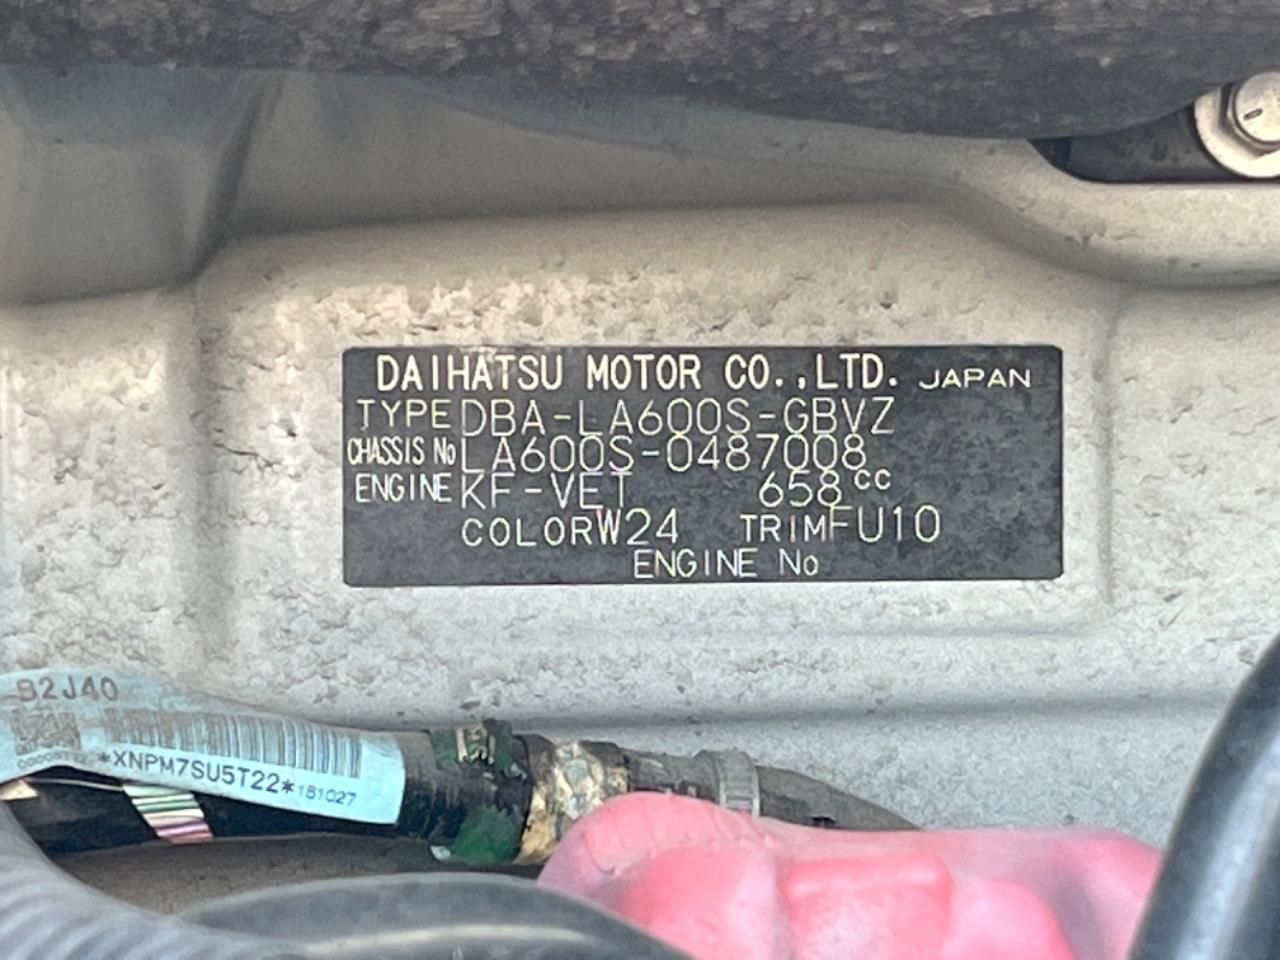 DAIHATSU MOTOR CO.,LTD. JAPAN
TYPE DBA-LA600S-GBVZ
CHASSIS No LA600S-0487008
ENGINE KF-VET 658cc
COLOR W24 TRIM FU10
ENGINE No
B2J40
*XNPM7SU5T22*161027